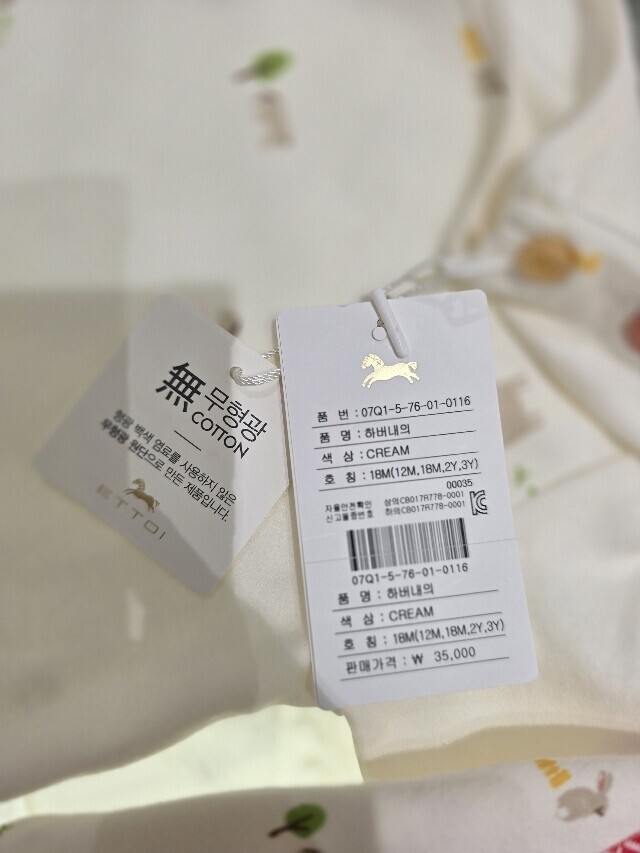 無 무형광
COTTON
형광 백색 염료를 사용하지 않은
무형광 원단으로 만든 제품입니다.
ETTOI
품 번 : 07Q1-5-76-01-0116
품 명 : 하버내의
색 상 : CREAM
호 칭 : 18M(12M,18M,2Y,3Y)
00035
자율안전확인 상의CB017R778-0001
신고필증번호 하의CB017R778-0001
07Q1-5-76-01-0116
품 명 : 하버내의
색 상 : CREAM
호 칭 : 18M(12M,18M,2Y,3Y)
판매가격 : ₩ 35,000